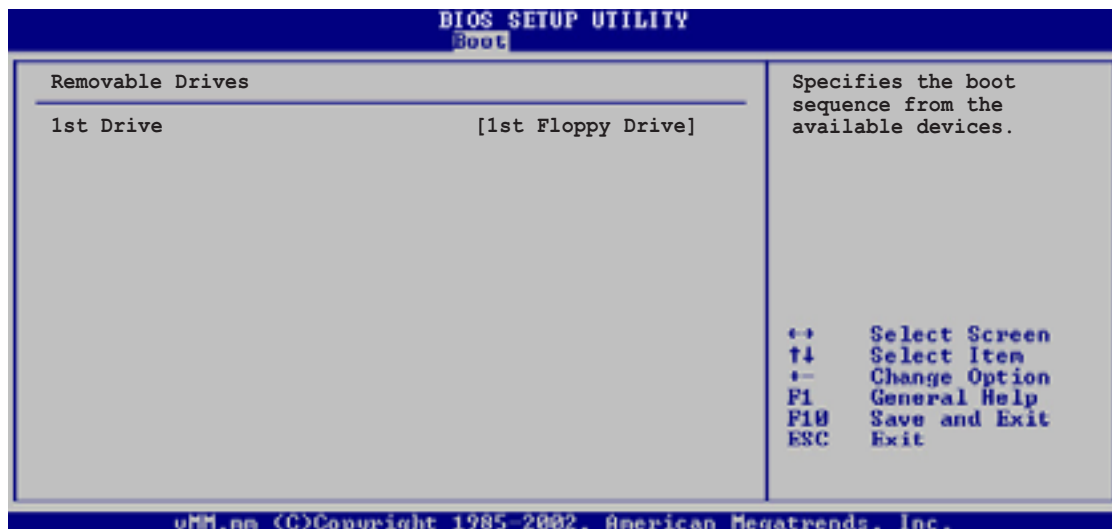 BIOS SETUP UTILITY
Boot
Removable Drives
1st Drive [1st Floppy Drive]
Specifies the boot
sequence from the
available devices.
←→ Select Screen
↑↓ Select Item
+- Change Option
F1 General Help
F10 Save and Exit
ESC Exit
vMM.mm (C)Copyright 1985-2002, American Megatrends, Inc.